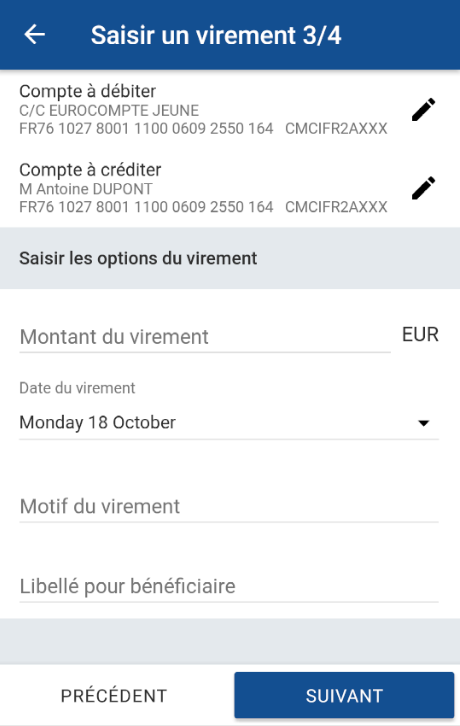 Saisir un virement 3/4
Compte à débiter
C/C EUROCOMPTE JEUNE
FR76 1027 8001 1100 0609 2550 164 CMCIFR2AXXX
Compte à créditer
M Antoine DUPONT
FR76 1027 8001 1100 0609 2550 164 CMCIFR2AXXX
Saisir les options du virement
Montant du virement EUR
Date du virement
Monday 18 October
Motif du virement
Libellé pour bénéficiaire
PRÉCÉDENT SUIVANT